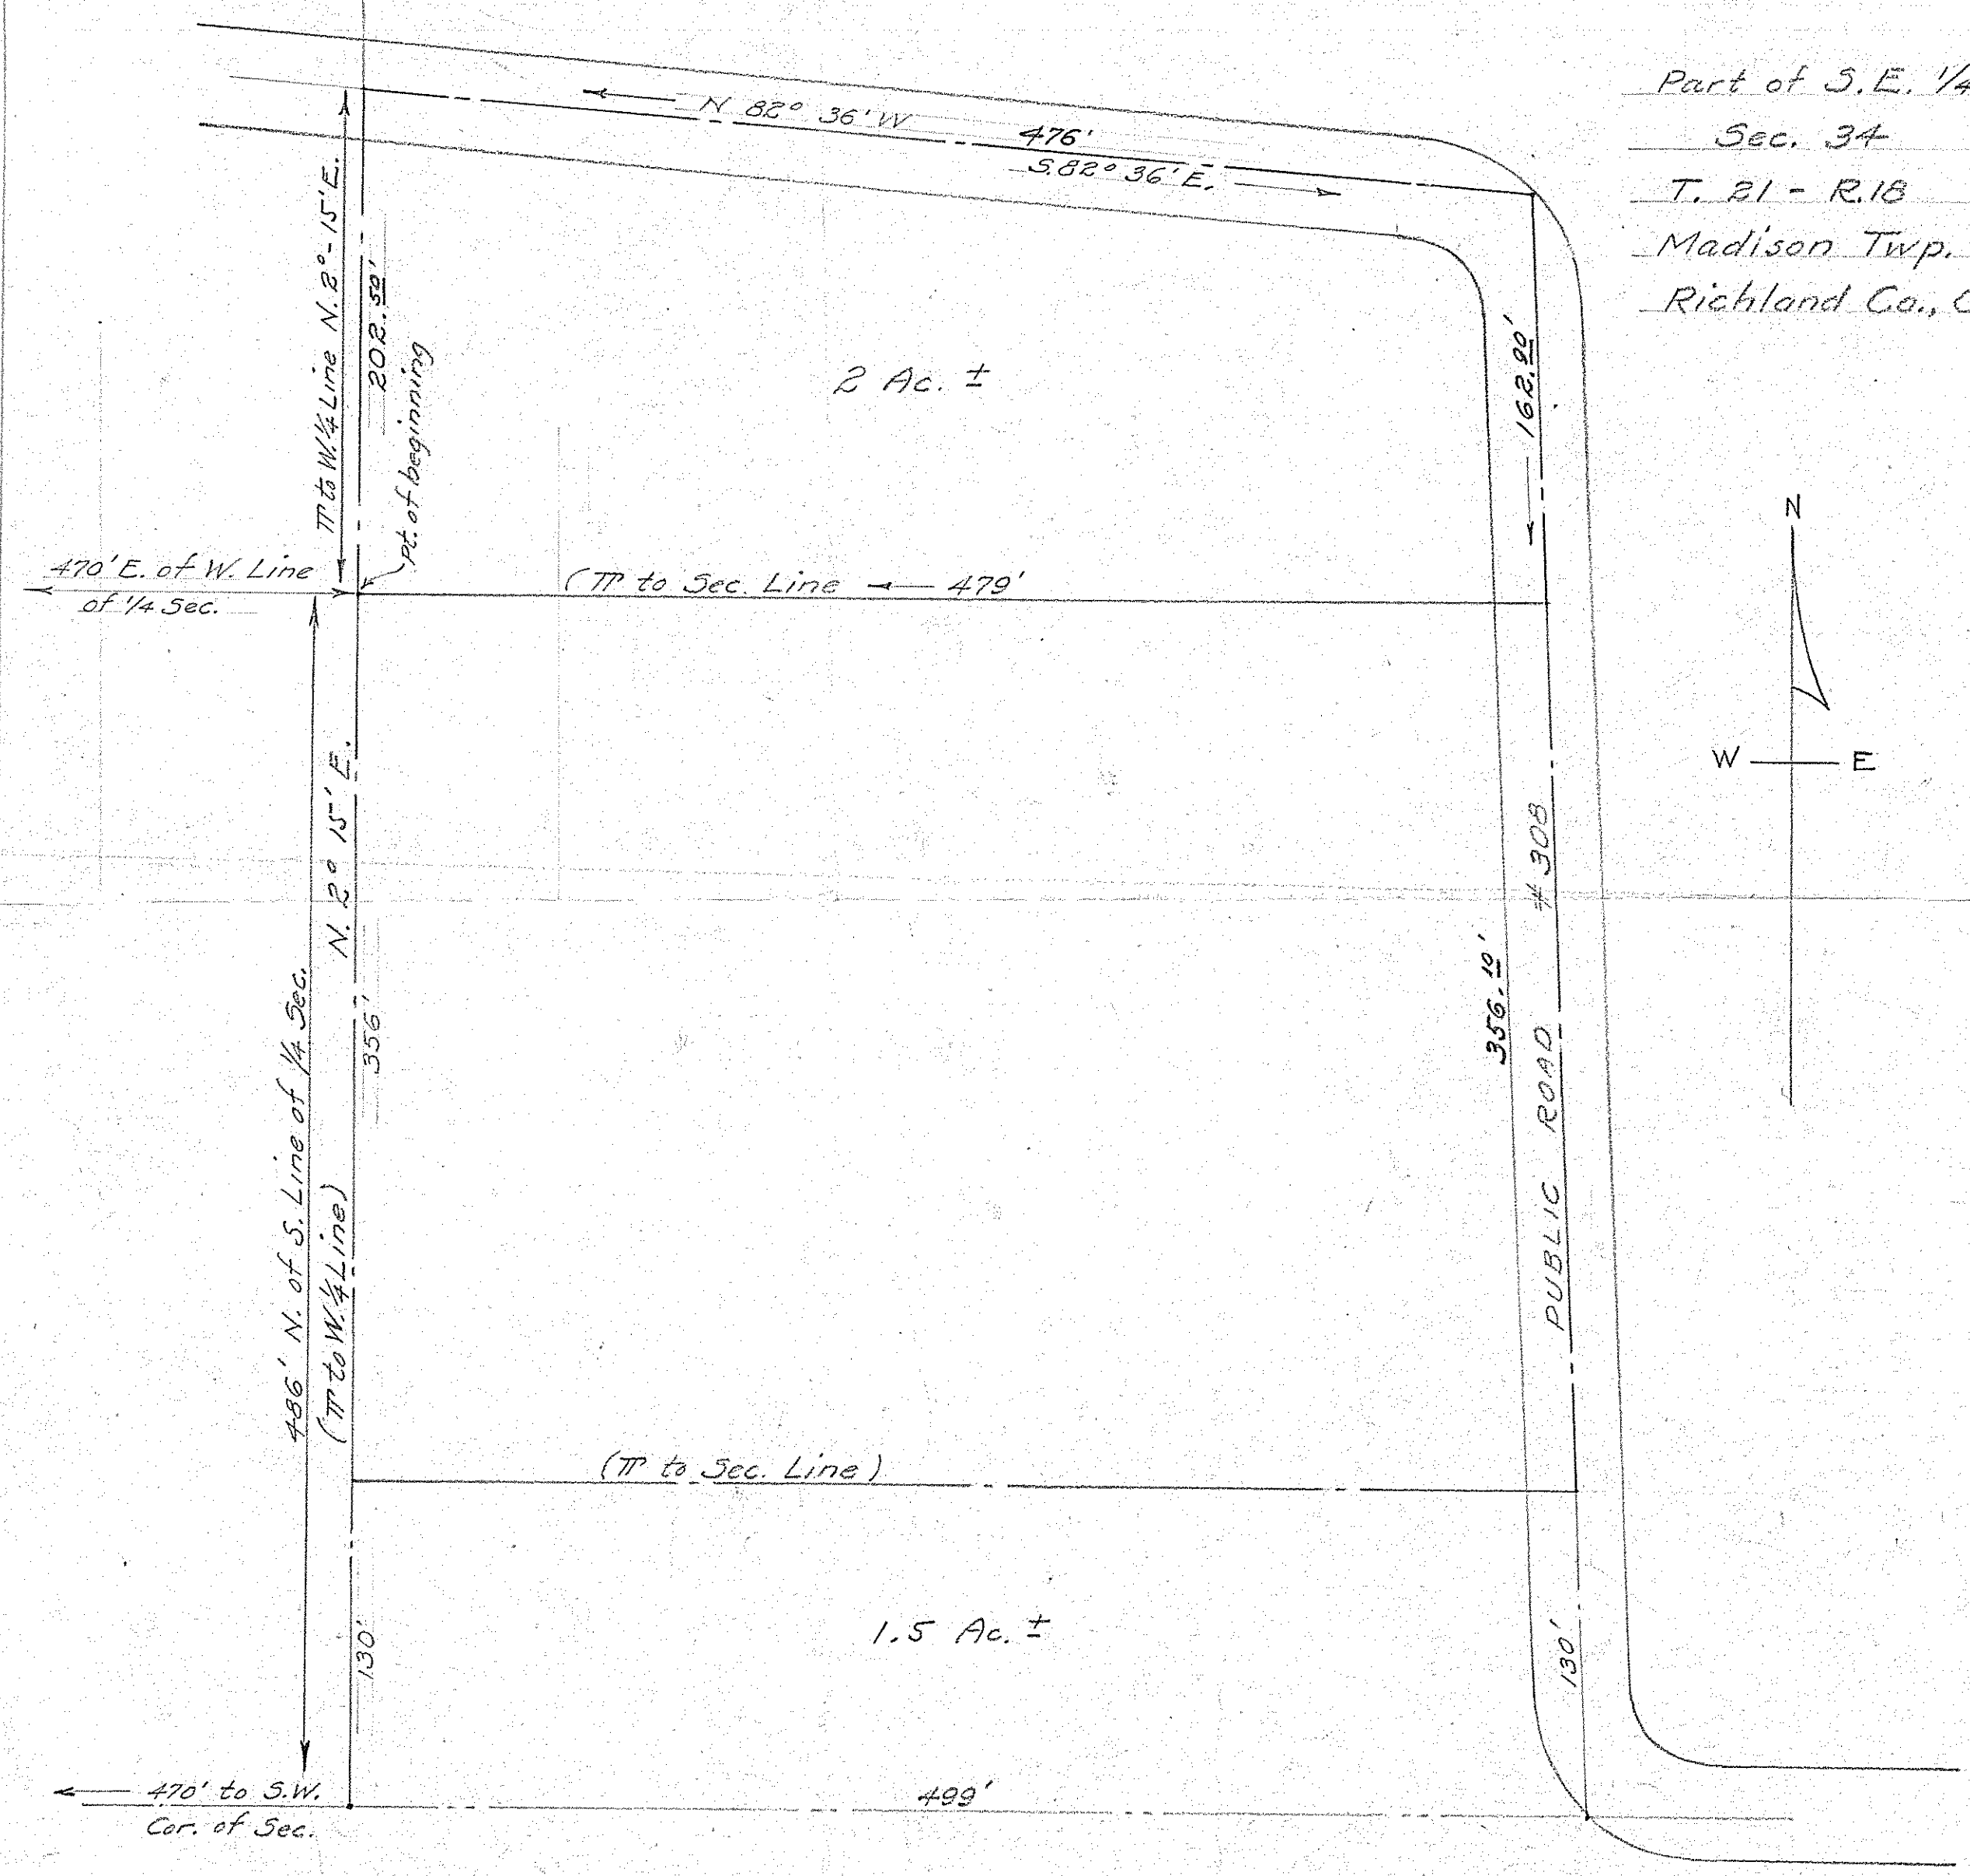 Part of S.E. 1/4
Sec. 34
T. 21 - R.18
Madison Twp.
Richland Co.,
N 82° 36' W
476'
S.82° 36' E.
π to W.¼ Line N. 2°- 15' E.
202.50'
Pt. of beginning
2 Ac. ±
162.90'
N
W
E
470' E. of W. Line
of 1/4 Sec.
(π to Sec. Line 479'
N. 2° 15' E.
356'
486' N. of S. Line of 1/4 Sec.
(π to W.¼ Line)
356.10'
PUBLIC ROAD # 308
(π to Sec. Line)
130'
1.5 Ac. ±
130'
470' to S.W.
Cor. of Sec.
499'